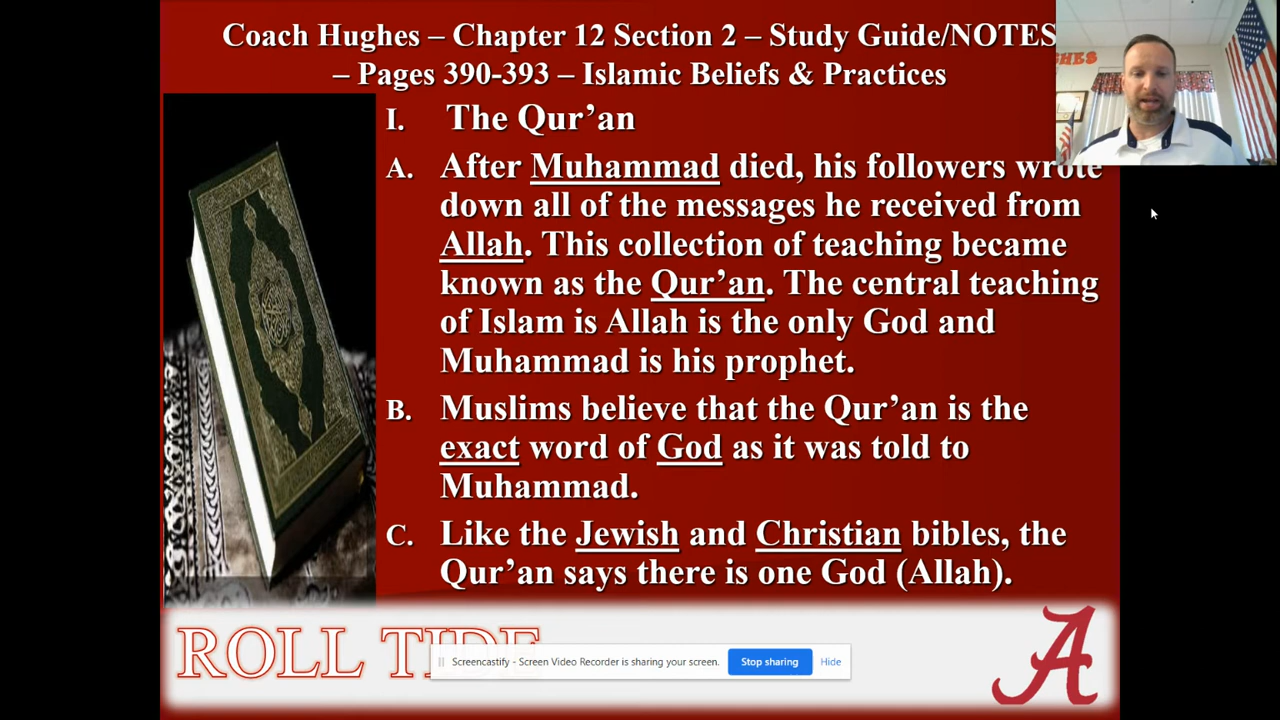 Coach Hughes – Chapter 12 Section 2 – Study Guide/NOTES
– Pages 390-393 – Islamic Beliefs & Practices
HES
I. The Qur’an
A. After Muhammad died, his followers wrote
down all of the messages he received from
Allah. This collection of teaching became
known as the Qur’an. The central teaching
of Islam is Allah is the only God and
Muhammad is his prophet.
B. Muslims believe that the Qur’an is the
exact word of God as it was told to
Muhammad.
C. Like the Jewish and Christian bibles, the
Qur’an says there is one God (Allah).
ROLL TIDE
A
Screencastify - Screen Video Recorder is sharing your screen.
Stop sharing
Hide